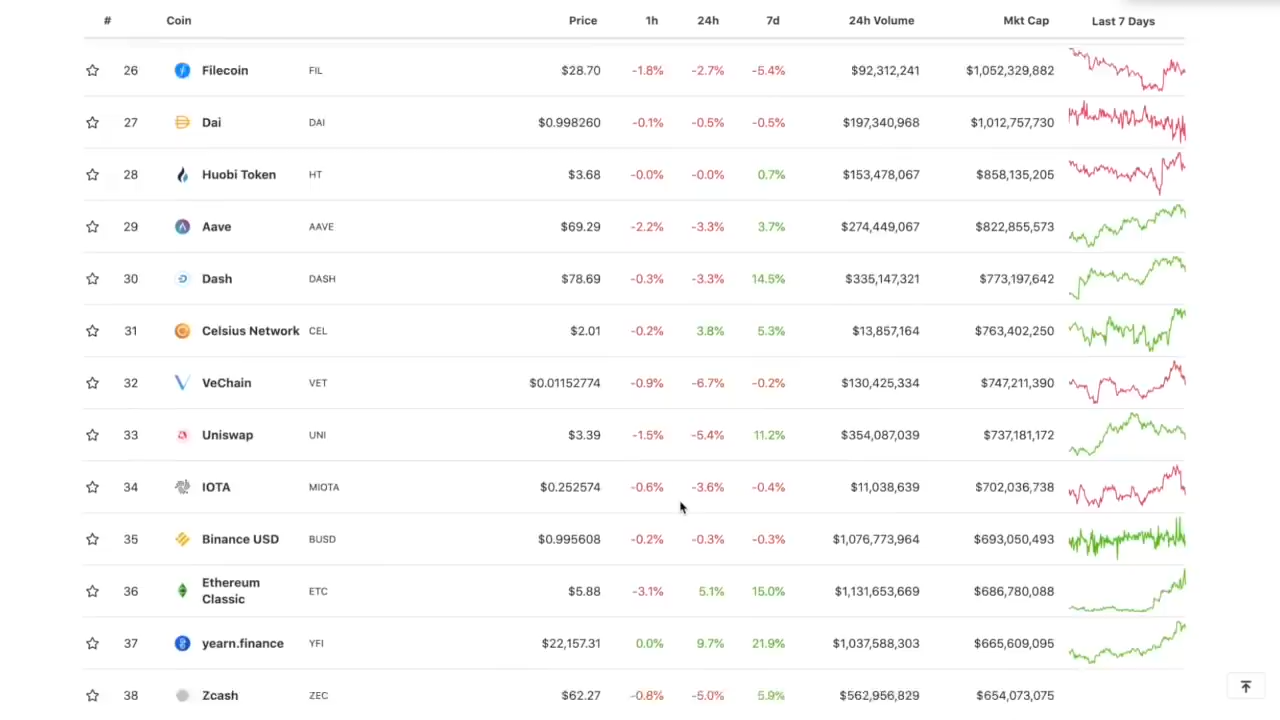 # Coin Price 1h 24h 7d 24h Volume Mkt Cap Last 7 Days
26 Filecoin FIL $28.70 -1.8% -2.7% -5.4% $92,312,241 $1,052,329,882
27 Dai DAI $0.998260 -0.1% -0.5% -0.5% $197,340,968 $1,012,757,730
28 Huobi Token HT $3.68 -0.0% -0.0% 0.7% $153,478,067 $858,135,205
29 Aave AAVE $69.29 -2.2% -3.3% 3.7% $274,449,067 $822,855,573
30 Dash DASH $78.69 -0.3% -3.3% 14.5% $335,147,321 $773,197,642
31 Celsius Network CEL $2.01 -0.2% 3.8% 5.3% $13,857,164 $763,402,250
32 VeChain VET $0.01152774 -0.9% -6.7% -0.2% $130,425,334 $747,211,390
33 Uniswap UNI $3.39 -1.5% -5.4% 11.2% $354,087,039 $737,181,172
34 IOTA MIOTA $0.252574 -0.6% -3.6% -0.4% $11,038,639 $702,036,738
35 Binance USD BUSD $0.995608 -0.2% -0.3% -0.3% $1,076,773,964 $693,050,493
36 Ethereum Classic ETC $5.88 -3.1% 5.1% 15.0% $1,131,653,669 $686,780,088
37 yearn.finance YFI $22,157.31 0.0% 9.7% 21.9% $1,037,588,303 $665,609,095
38 Zcash ZEC $62.27 -0.8% -5.0% 5.9% $562,956,829 $654,073,075